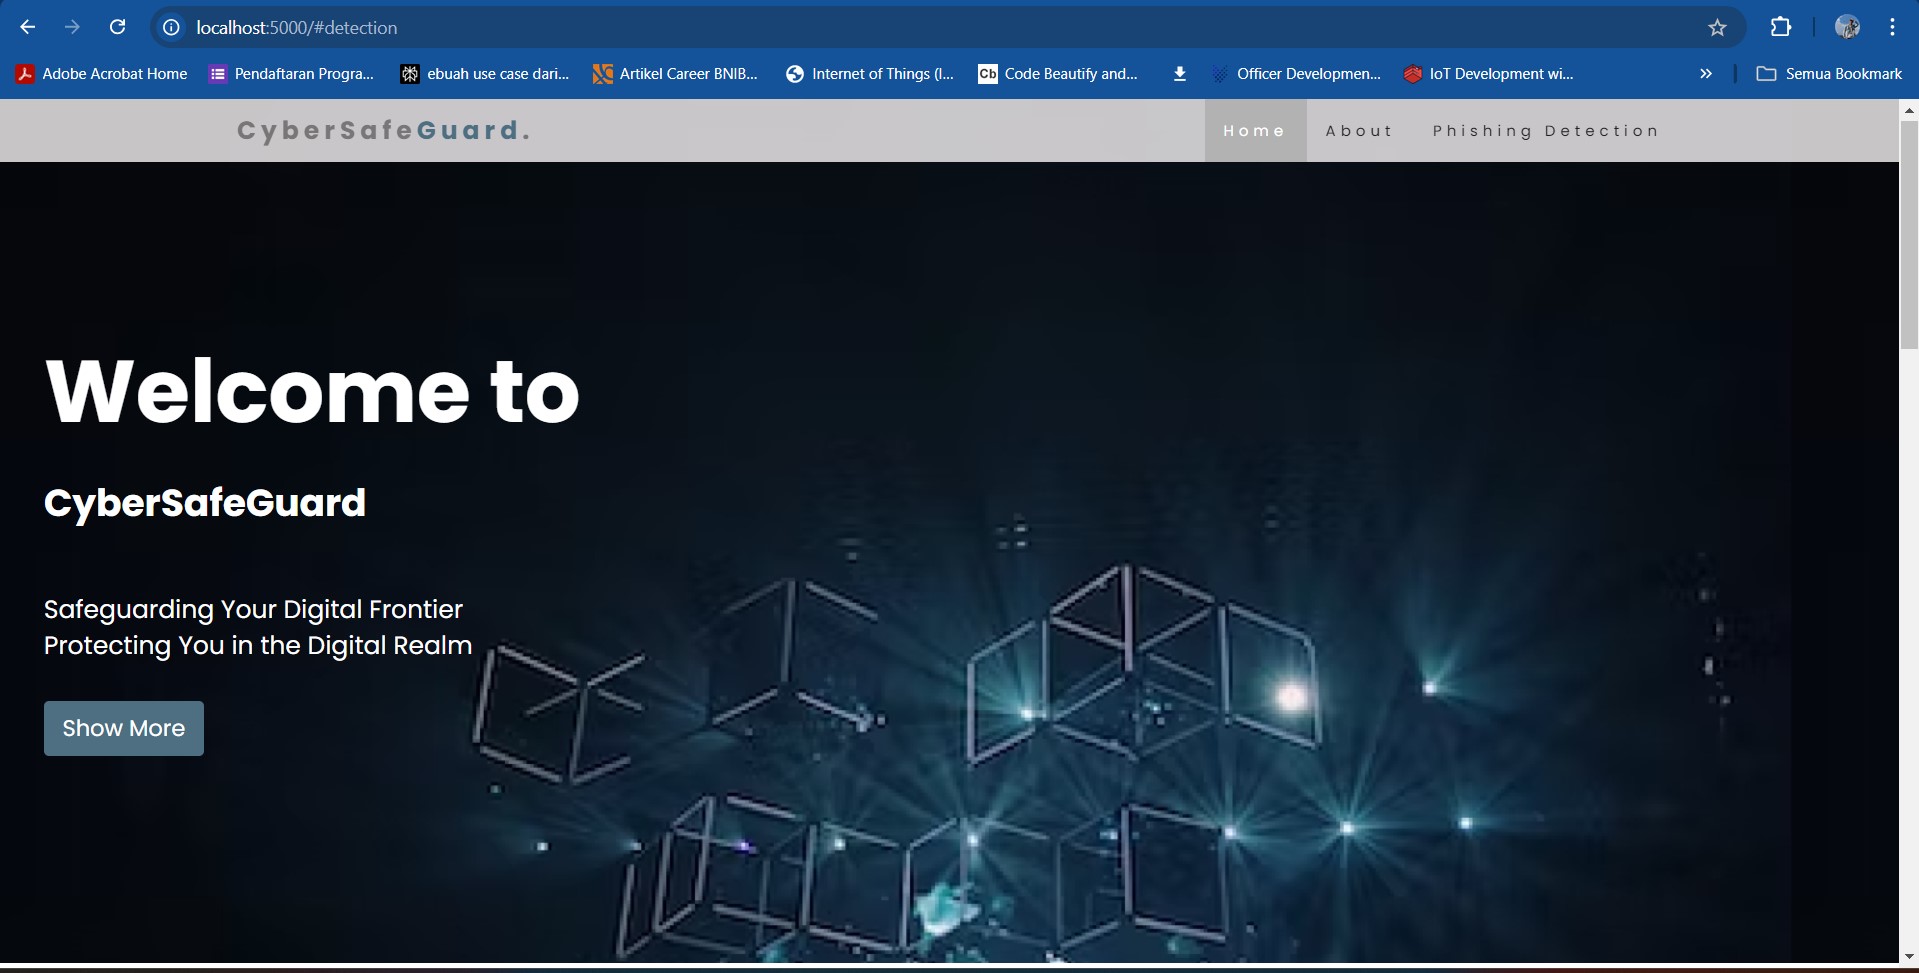 localhost:5000/#detection
Adobe Acrobat Home
Pendaftaran Progra...
ebuah use case dari...
Artikel Career BNIB...
Internet of Things (I...
Cb
Code Beautify and...
Officer Developmen...
IoT Development wi...
»
Semua Bookmark
CyberSafeGuard.
Home
About
Phishing Detection
Welcome to
CyberSafeGuard
Safeguarding Your Digital Frontier
Protecting You in the Digital Realm
Show More